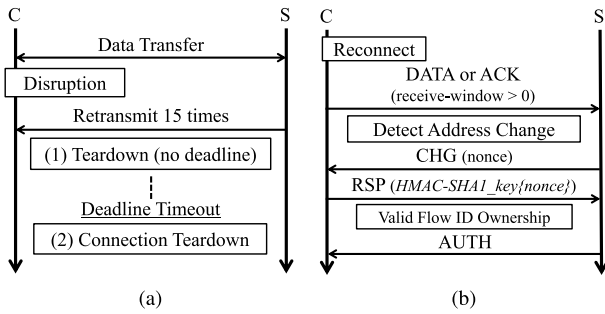 C S
Data Transfer
Disruption
Retransmit 15 times
(1) Teardown (no deadline)
Deadline Timeout
(2) Connection Teardown
(a)
C S
Reconnect
DATA or ACK
(receive-window > 0)
Detect Address Change
CHG (nonce)
RSP (HMAC-SHA1_key{nonce})
Valid Flow ID Ownership
AUTH
(b)